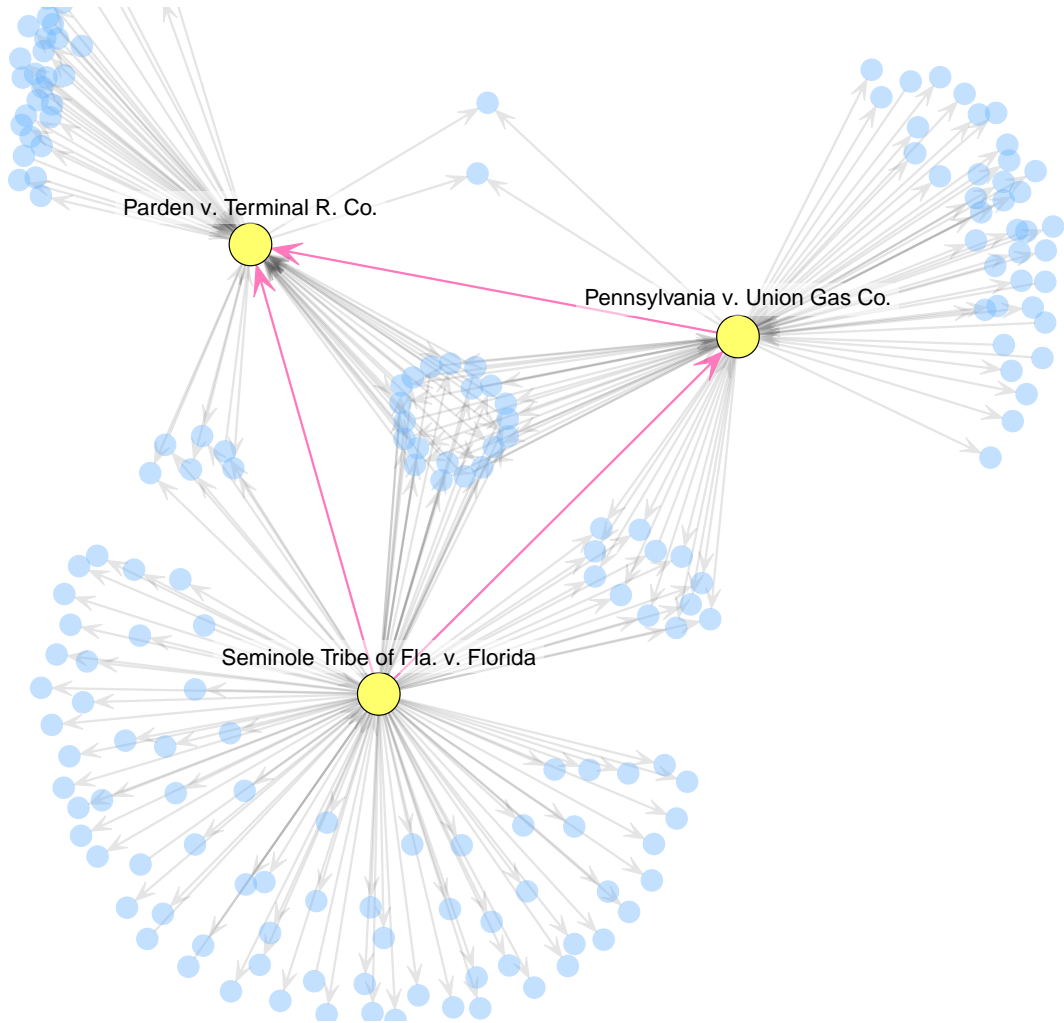 Parden v. Terminal R. Co.
Pennsylvania v. Union Gas Co.
Seminole Tribe of Fla. v. Florida